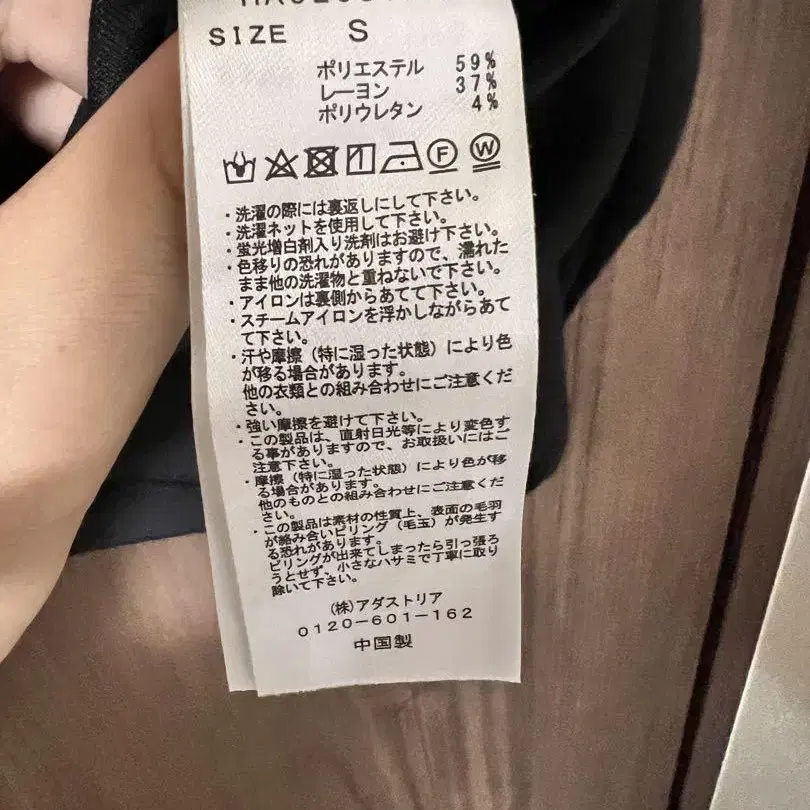 SIZE S
ポリエステル 59%
レーヨン 37%
ポリウレタン 4%
F W
・洗濯の際には裏返しにして下さい。
・洗濯ネットを使用して下さい。
・蛍光増白剤入り洗剤はお避け下さい。
・色移りの恐れがありますので、濡れた
まま他の洗濯物と重ねないで下さい。
・アイロンは裏側からあてて下さい。
・スチームアイロンを浮かしながらあて
て下さい。
・汗や摩擦（特に湿った状態）により色
が移る場合があります。
他の衣類との組み合わせにご注意くだ
さい。
・強い摩擦を避けて下さい。
・この製品は、直射日光等により変色す
る事がありますので、お取扱いにはご
注意下さい。
・摩擦（特に湿った状態）により色が移
る場合があります。
他のものとの組み合わせにご注意くだ
さい。
・この製品は素材の性質上、表面の毛羽
が絡み合いピリング（毛玉）が発生す
る恐れがあります。
ピリングが出来てしまったら引っ張ろ
うとせず、小さなハサミで丁寧に取り
除いて下さい。
（株）アダストリア
0120-601-162
中国製